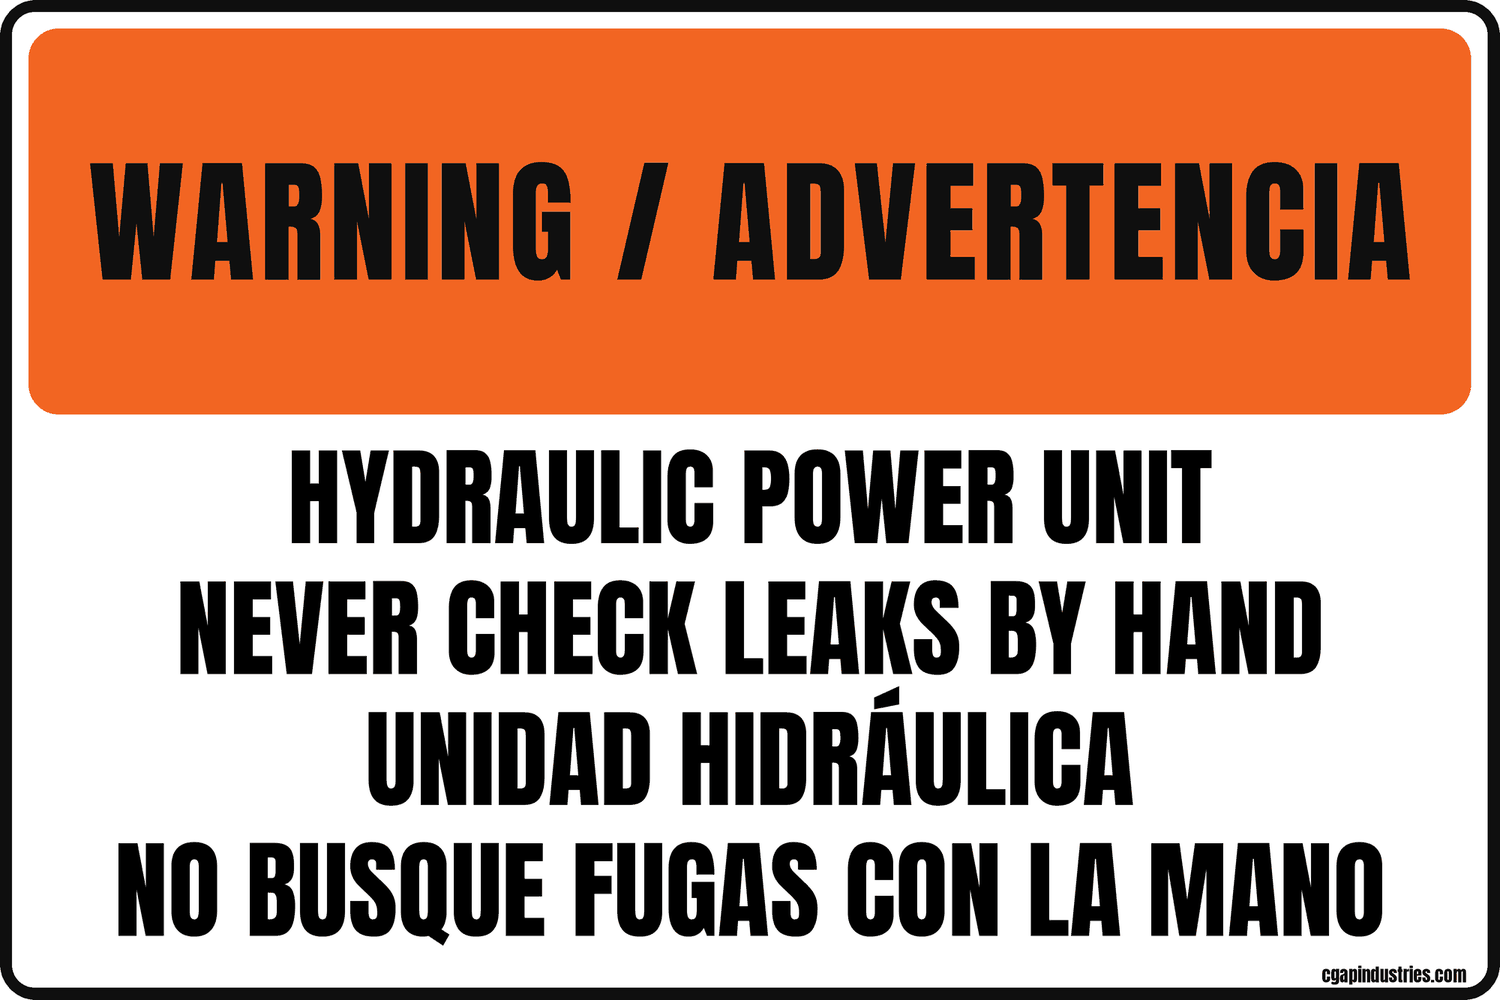 WARNING / ADVERTENCIA
HYDRAULIC POWER UNIT
NEVER CHECK LEAKS BY HAND
UNIDAD HIDRÁULICA
NO BUSQUE FUGAS CON LA MANO
cgapindustries.com